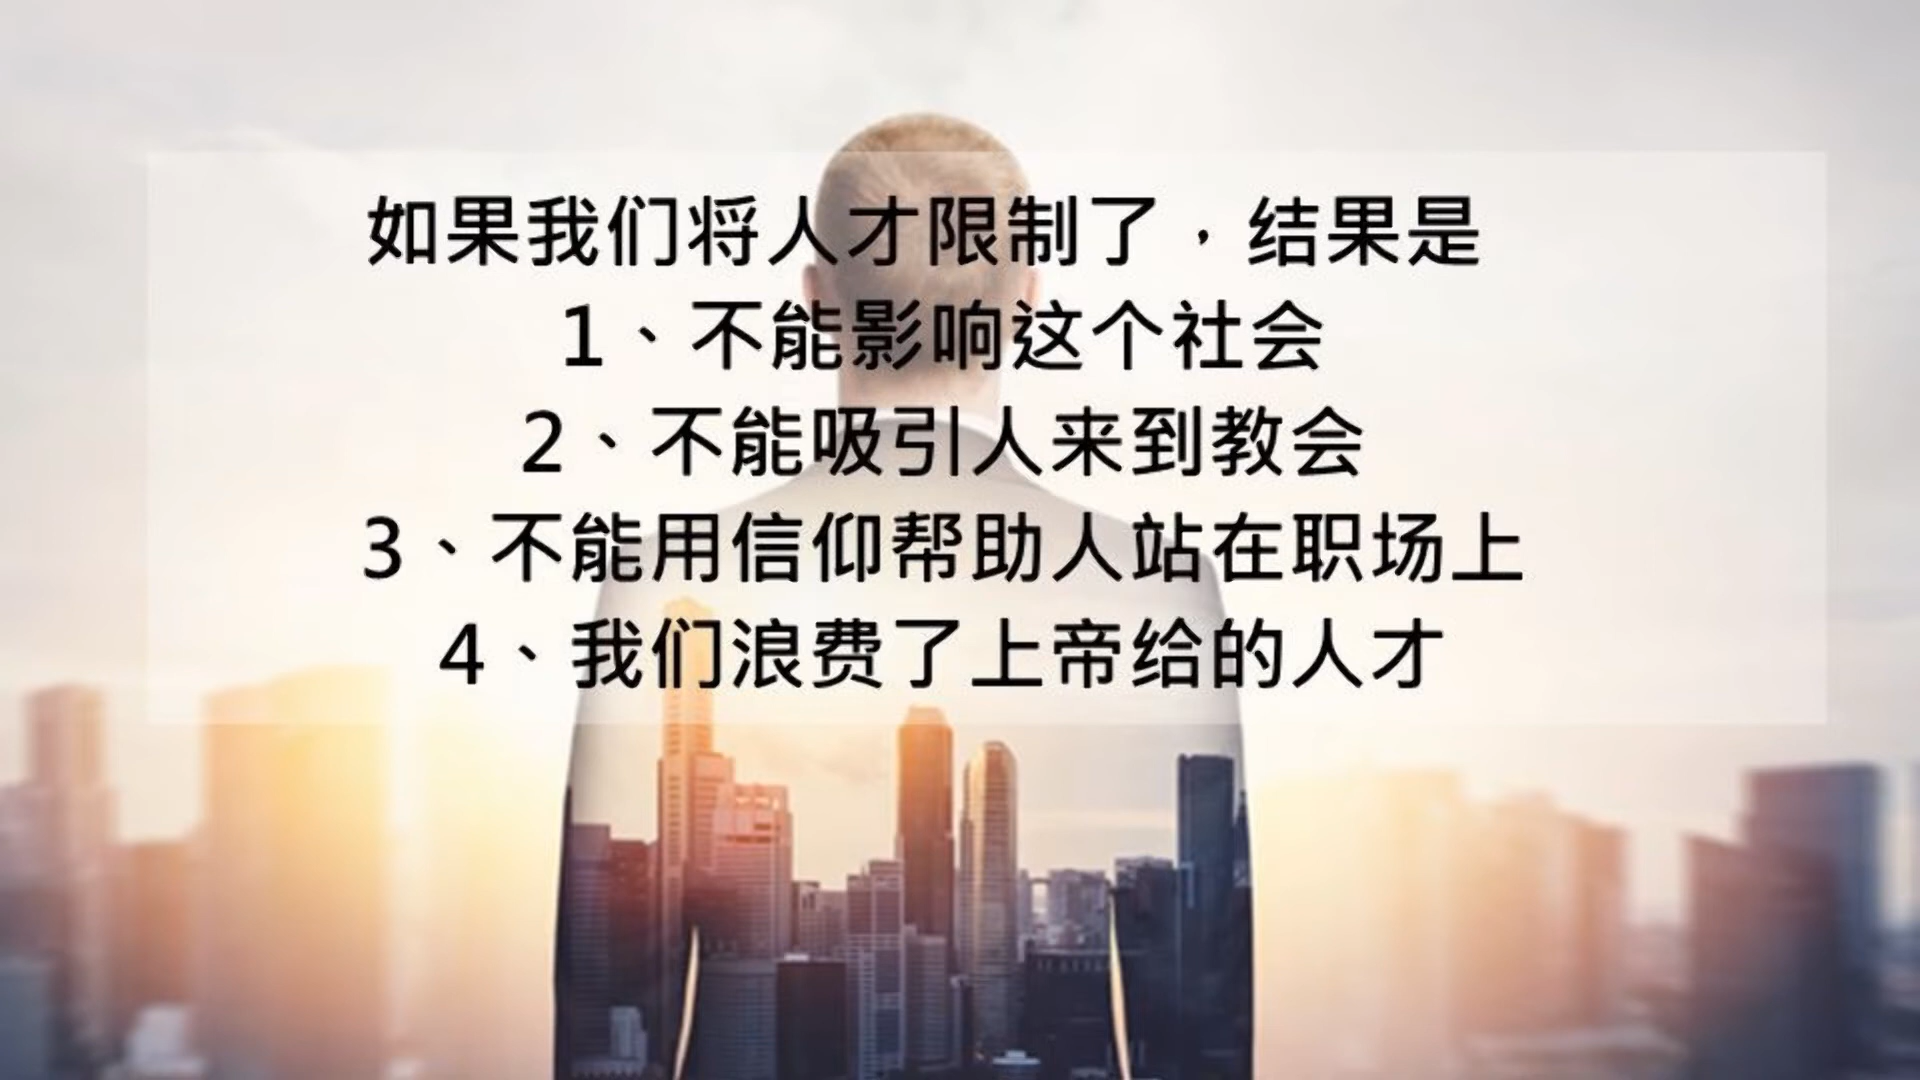 如果我们将人才限制了，结果是
1、不能影响这个社会
2、不能吸引人来到教会
3、不能用信仰帮助人站在职场上
4、我们浪费了上帝给的人才